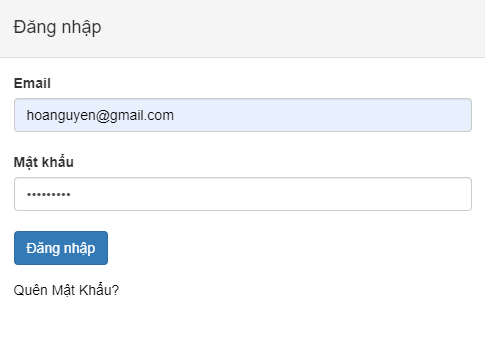 Đăng nhập
Email
hoanguyen@gmail.com
Mật khẩu
•••••••••
Đăng nhập
Quên Mật Khẩu?